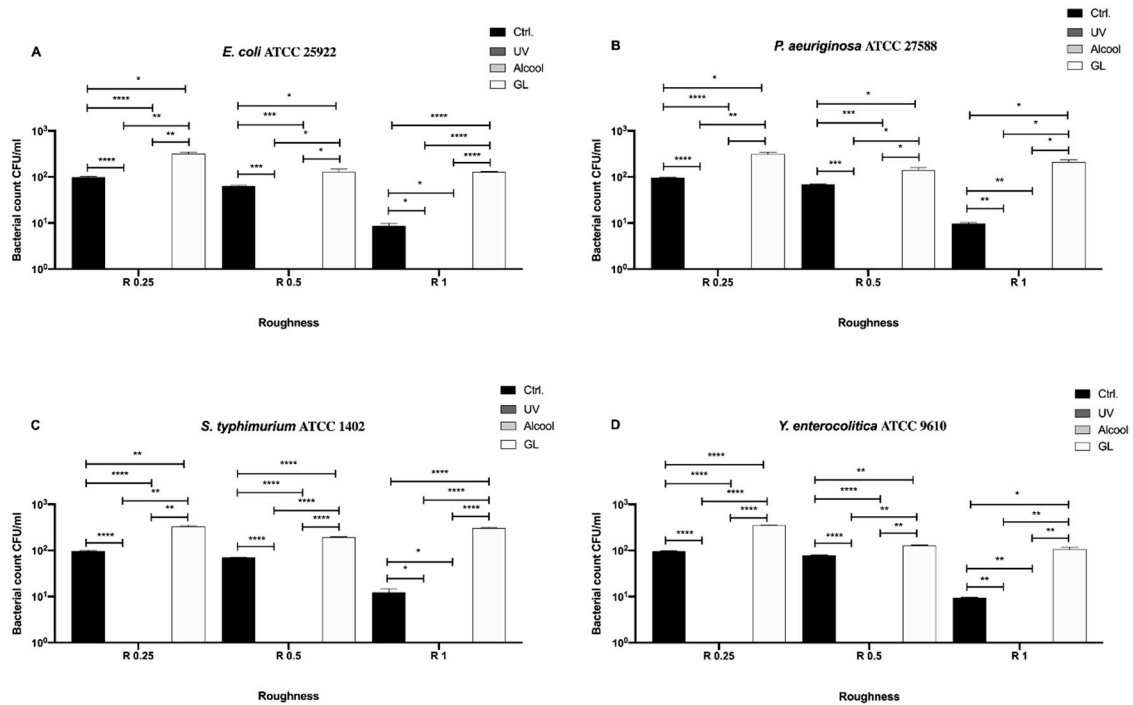 Ctrl.
UV
Alcool
GL
A
E. coli ATCC 25922
* **** ** ** ****
* *** * * ***
**** **** **** * *
Bacterial count CFU/ml
10³
10²
10¹
10⁰
R 0.25
R 0.5
R 1
Roughness
Ctrl.
UV
Alcool
GL
B
P. aeuriginosa ATCC 27588
* **** ** ****
* *** * * ***
* * * ** **
Bacterial count CFU/ml
10³
10²
10¹
10⁰
R 0.25
R 0.5
R 1
Roughness
Ctrl.
UV
Alcool
GL
C
S. typhimurium ATCC 1402
** **** ** ** ****
**** **** **** **** ****
**** **** **** * *
Bacterial count CFU/ml
10³
10²
10¹
10⁰
R 0.25
R 0.5
R 1
Roughness
Ctrl.
UV
Alcool
GL
D
Y. enterocolitica ATCC 9610
**** **** **** **** ****
** **** ** ** ****
* ** ** ** **
Bacterial count CFU/ml
10³
10²
10¹
10⁰
R 0.25
R 0.5
R 1
Roughness